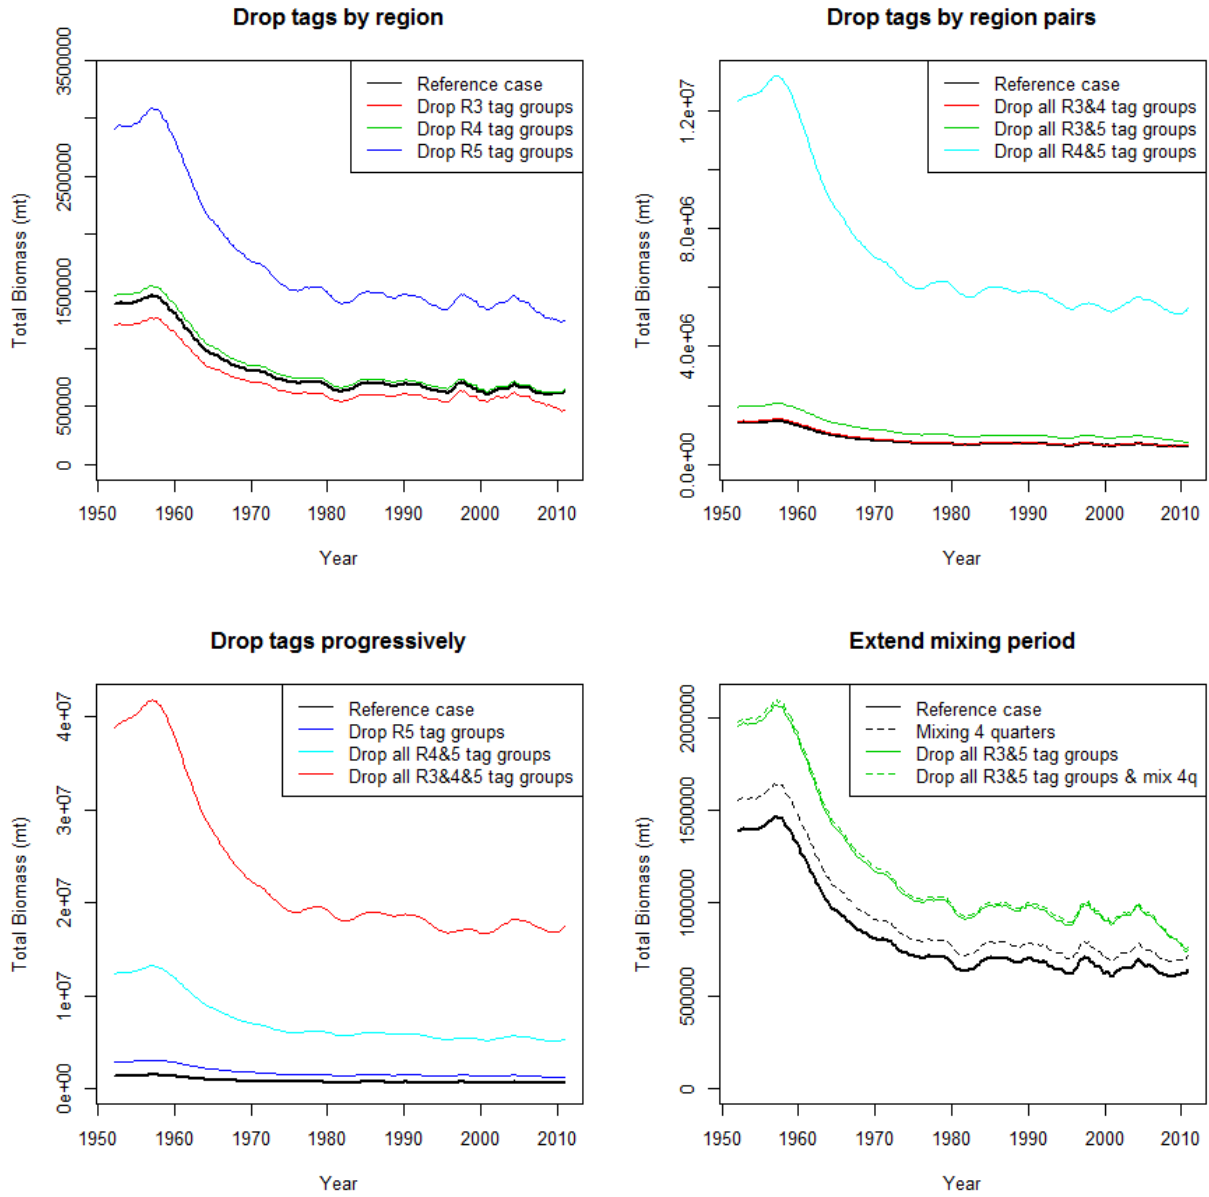 Drop tags by region
Total Biomass (mt)
3500000
2500000
1500000
500000
0
Reference case
Drop R3 tag groups
Drop R4 tag groups
Drop R5 tag groups
1950 1960 1970 1980 1990 2000 2010
Year
Drop tags by region pairs
Total Biomass (mt)
1.2e+07
8.0e+06
4.0e+06
0.0e+00
Reference case
Drop all R3&4 tag groups
Drop all R3&5 tag groups
Drop all R4&5 tag groups
1950 1960 1970 1980 1990 2000 2010
Year
Drop tags progressively
Total Biomass (mt)
4e+07
3e+07
2e+07
1e+07
0e+00
Reference case
Drop R5 tag groups
Drop all R4&5 tag groups
Drop all R3&4&5 tag groups
1950 1960 1970 1980 1990 2000 2010
Year
Extend mixing period
Total Biomass (mt)
2000000
1500000
1000000
500000
0
Reference case
Mixing 4 quarters
Drop all R3&5 tag groups
Drop all R3&5 tag groups & mix 4q
1950 1960 1970 1980 1990 2000 2010
Year